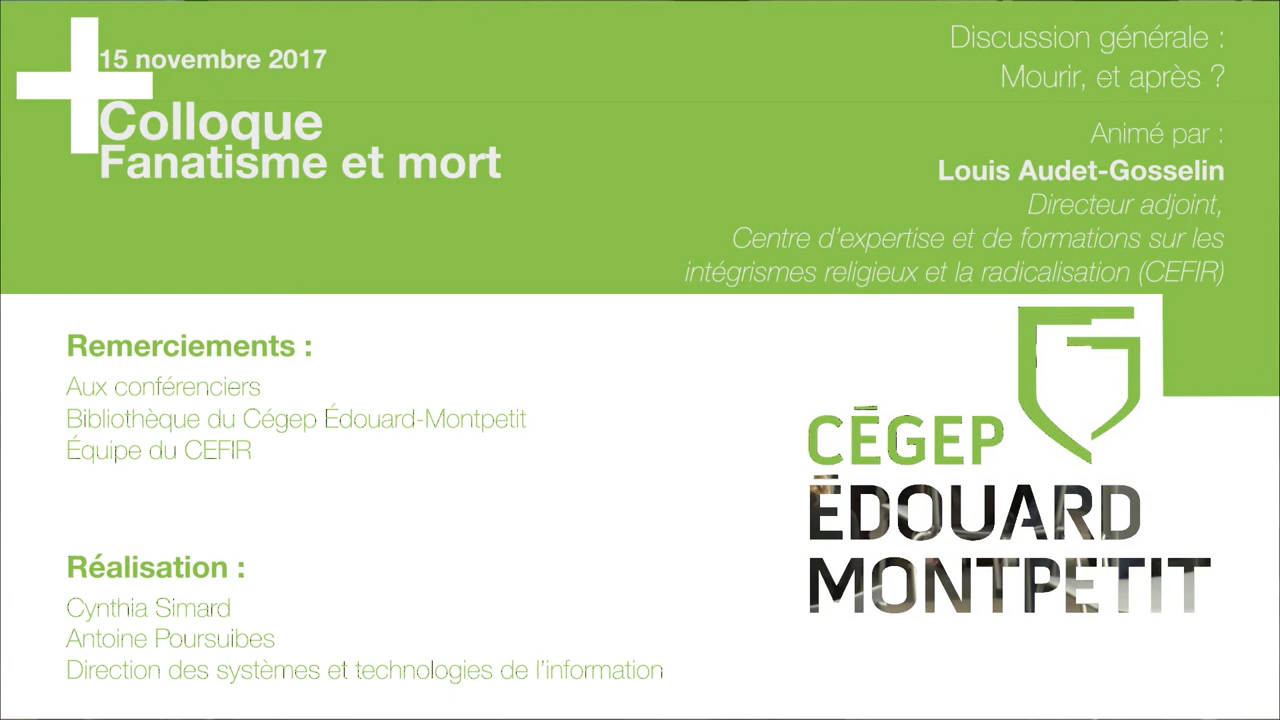 15 novembre 2017
Colloque
Fanatisme et mort
Discussion générale :
Mourir, et après ?
Animé par :
Louis Audet-Gosselin
Directeur adjoint,
Centre d'expertise et de formations sur les
intégrismes religieux et la radicalisation (CEFIR)
Remerciements :
Aux conférenciers
Bibliothèque du Cégep Édouard-Montpetit
Équipe du CEFIR
Réalisation :
Cynthia Simard
Antoine Poursuibes
Direction des systèmes et technologies de l'information
CÉGEP
ÉDOUARD
MONTPETIT